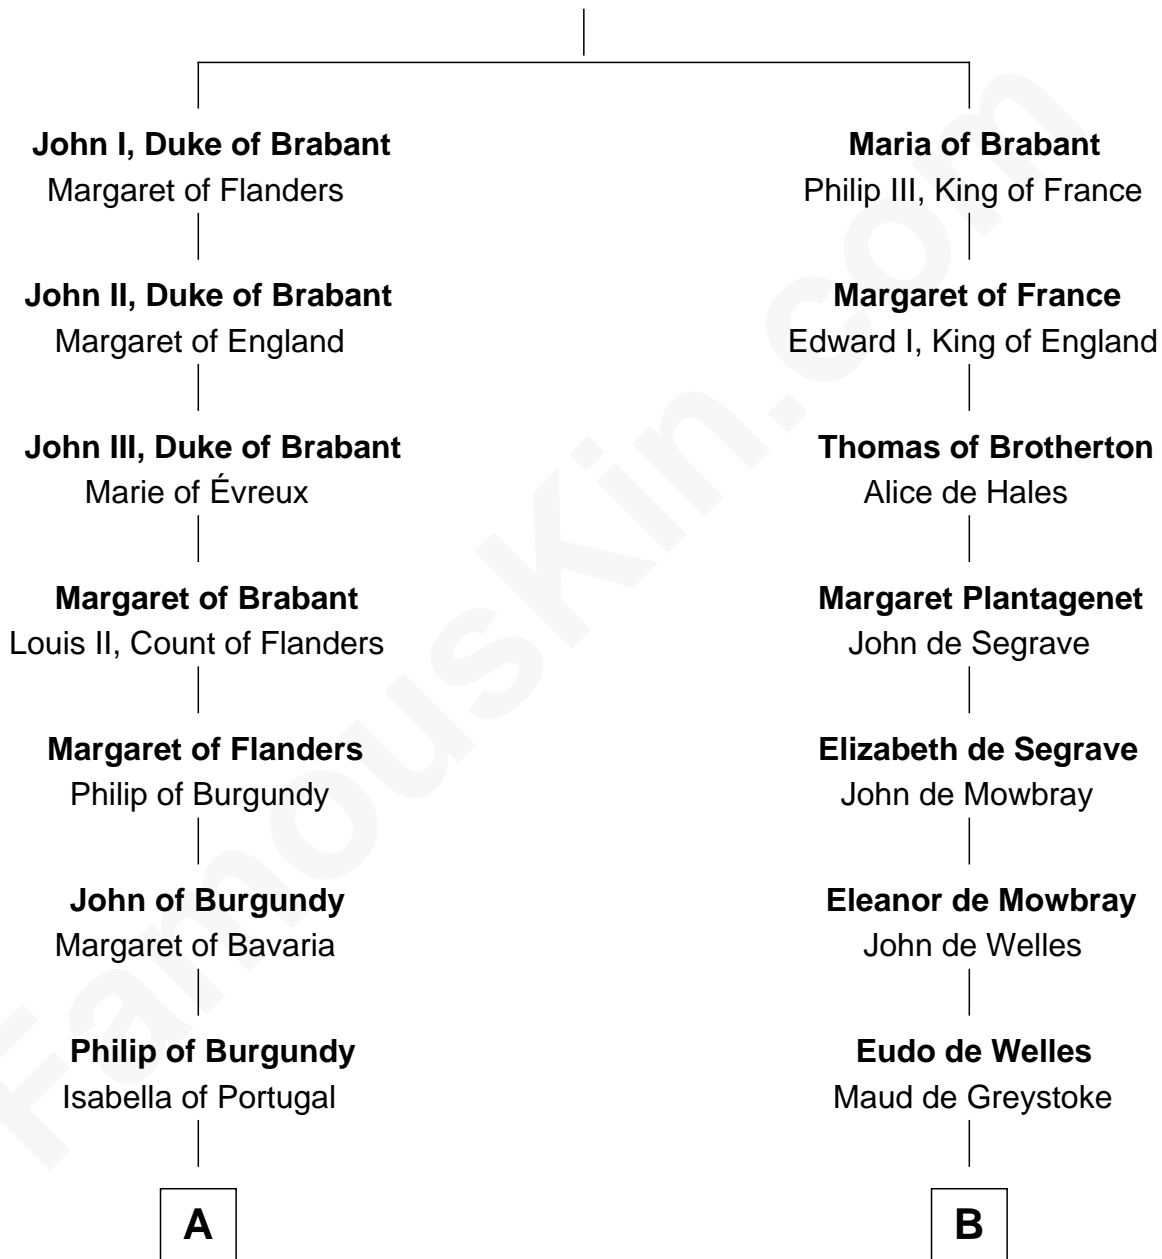 John I, Duke of Brabant
Margaret of Flanders
John II, Duke of Brabant
Margaret of England
John III, Duke of Brabant
Marie of Évreux
Margaret of Brabant
Louis II, Count of Flanders
Margaret of Flanders
Philip of Burgundy
John of Burgundy
Margaret of Bavaria
Philip of Burgundy
Isabella of Portugal
A
Maria of Brabant
Philip III, King of France
Margaret of France
Edward I, King of England
Thomas of Brotherton
Alice de Hales
Margaret Plantagenet
John de Segrave
Elizabeth de Segrave
John de Mowbray
Eleanor de Mowbray
John de Welles
Eudo de Welles
Maud de Greystoke
B
FamousKin.com